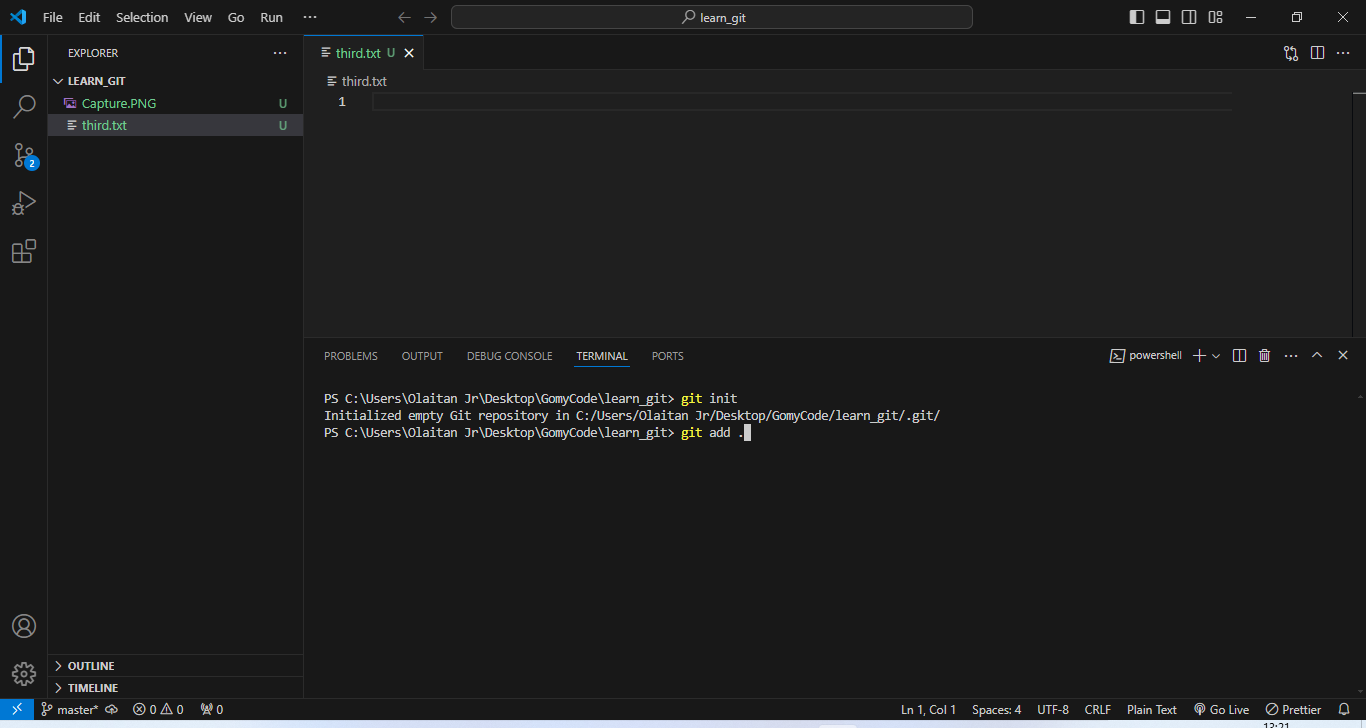 File Edit Selection View Go Run ···
learn_git
EXPLORER ···
LEARN_GIT
Capture.PNG U
third.txt U
2
OUTLINE
TIMELINE
third.txt U
third.txt
1
PROBLEMS OUTPUT DEBUG CONSOLE TERMINAL PORTS
powershell
PS C:\Users\Olaitan Jr\Desktop\GomyCode\learn_git> git init
Initialized empty Git repository in C:/Users/Olaitan Jr/Desktop/GomyCode/learn_git/.git/
PS C:\Users\Olaitan Jr\Desktop\GomyCode\learn_git> git add .
master* 0 0 0 Ln 1, Col 1 Spaces: 4 UTF-8 CRLF Plain Text Go Live Prettier